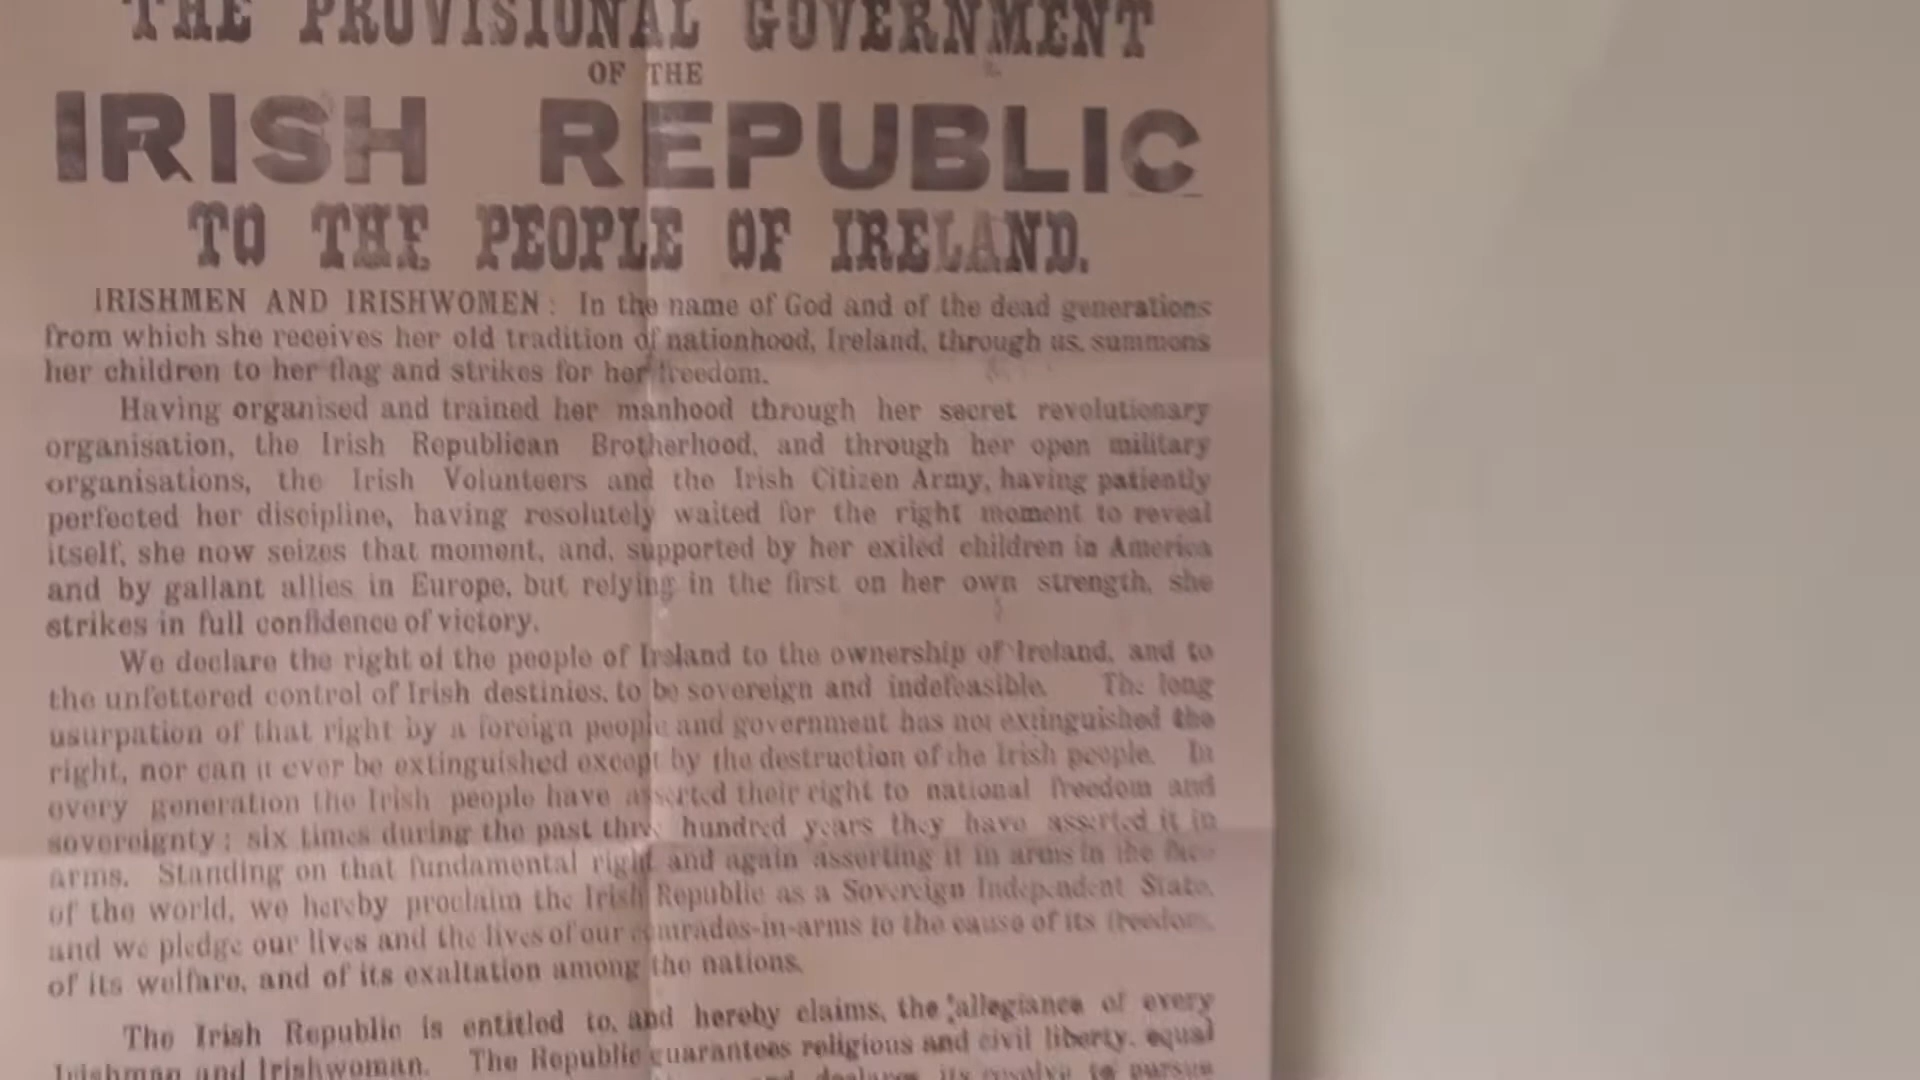 THE PROVISIONAL GOVERNMENT
OF THE
IRISH REPUBLIC
TO THE PEOPLE OF IRELAND.
IRISHMEN AND IRISHWOMEN: In the name of God and of the dead generations
from which she receives her old tradition of nationhood, Ireland, through us, summons
her children to her flag and strikes for her freedom.
Having organised and trained her manhood through her secret revolutionary
organisation, the Irish Republican Brotherhood, and through her open military
organisations, the Irish Volunteers and the Irish Citizen Army, having patiently
perfected her discipline, having resolutely waited for the right moment to reveal
itself, she now seizes that moment, and, supported by her exiled children in America
and by gallant allies in Europe, but relying in the first on her own strength, she
strikes in full confidence of victory.
We declare the right of the people of Ireland to the ownership of Ireland, and to
the unfettered control of Irish destinies, to be sovereign and indefeasible. The long
usurpation of that right by a foreign people and government has not extinguished the
right, nor can it ever be extinguished except by the destruction of the Irish people. In
every generation the Irish people have asserted their right to national freedom and
sovereignty; six times during the past three hundred years they have asserted it in
arms. Standing on that fundamental right and again asserting it in arms in the face
of the world, we hereby proclaim the Irish Republic as a Sovereign Independent State,
and we pledge our lives and the lives of our comrades-in-arms to the cause of its freedom,
of its welfare, and of its exaltation among the nations.
The Irish Republic is entitled to, and hereby claims, the allegiance of every
Irishman and Irishwoman. The Republic guarantees religious and civil liberty, equal
declares its resolve to pursue